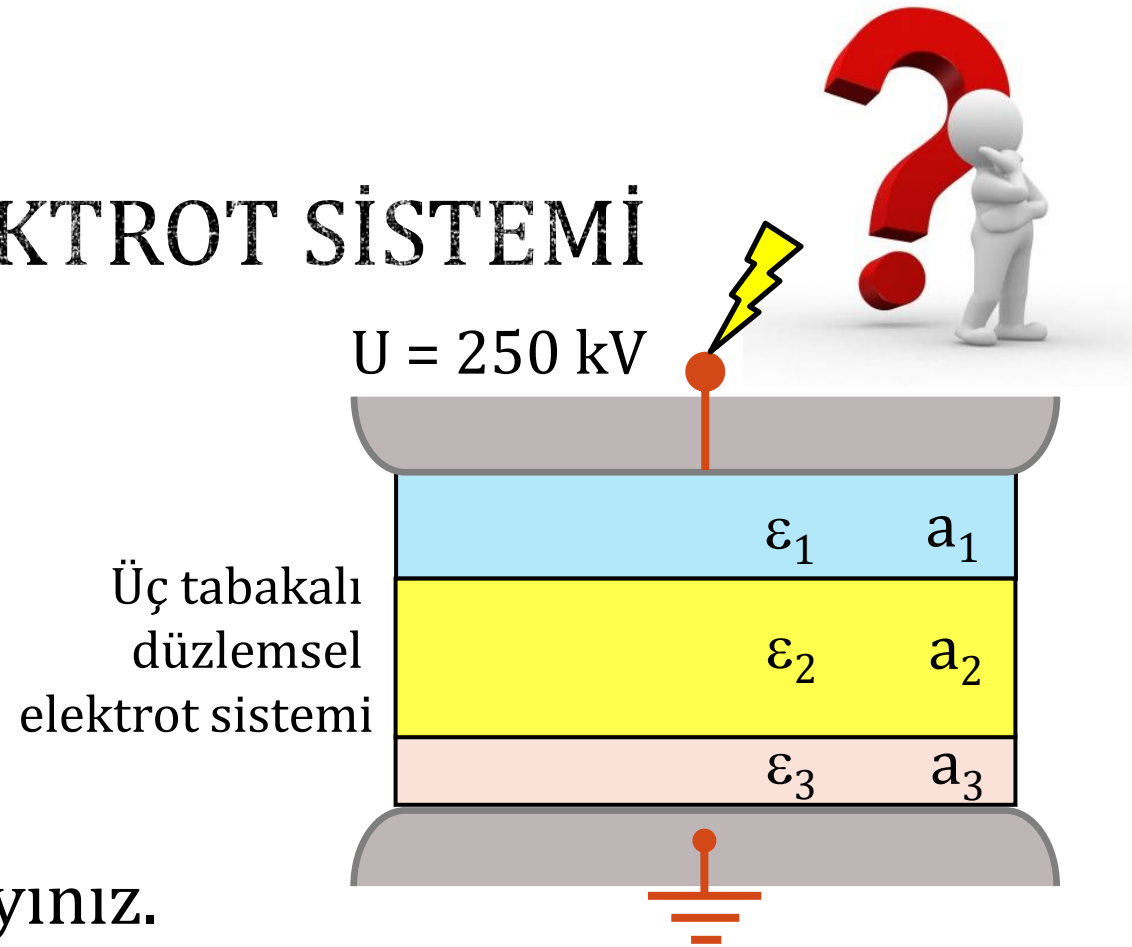 KTROT SİSTEMİ
U = 250 kV
ε₁ a₁
Üç tabakalı
düzlemsel
elektrot sistemi
ε₂ a₂
ε₃ a₃
yınız.